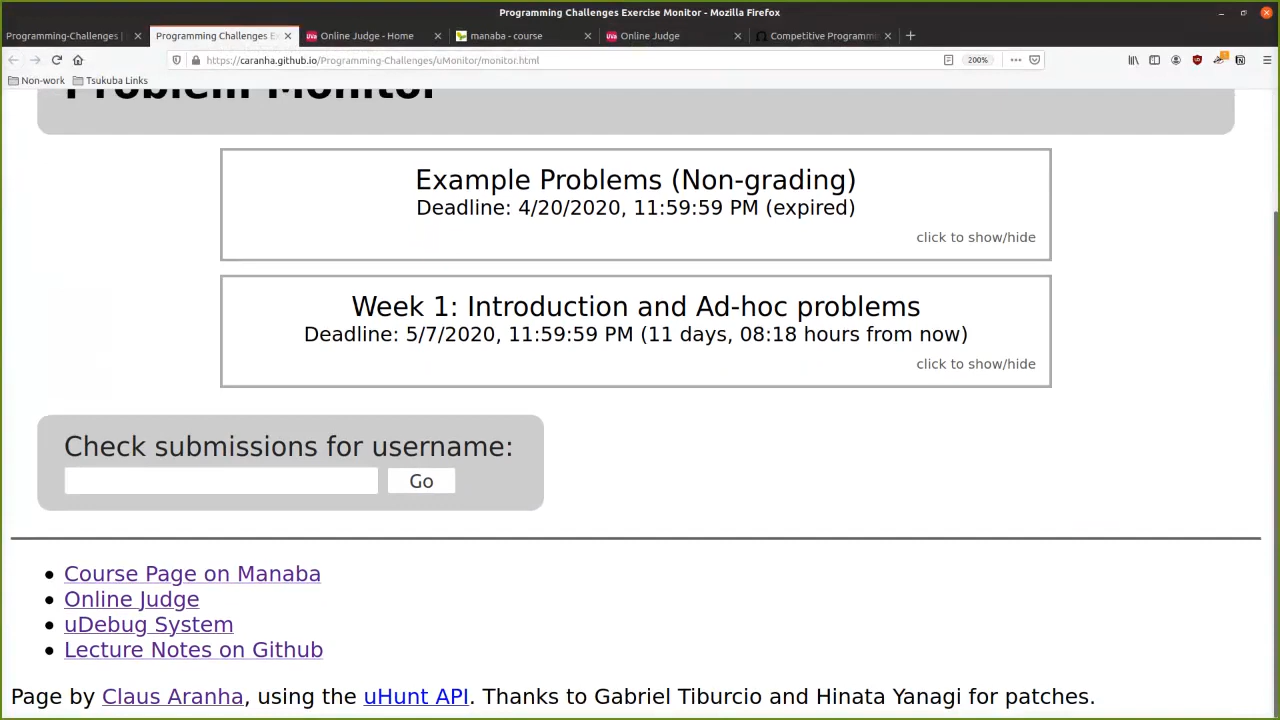 Programming Challenges Exercise Monitor - Mozilla Firefox
Programming-Challenges |
Programming Challenges Ex
Online Judge - Home
manaba - course
Online Judge
Competitive Programmin
https://caranha.github.io/Programming-Challenges/uMonitor/monitor.html
200%
Non-work
Tsukuba Links
Problem Monitor
Example Problems (Non-grading)
Deadline: 4/20/2020, 11:59:59 PM (expired)
click to show/hide
Week 1: Introduction and Ad-hoc problems
Deadline: 5/7/2020, 11:59:59 PM (11 days, 08:18 hours from now)
click to show/hide
Check submissions for username:
Go
Course Page on Manaba
Online Judge
uDebug System
Lecture Notes on Github
Page by Claus Aranha, using the uHunt API. Thanks to Gabriel Tiburcio and Hinata Yanagi for patches.